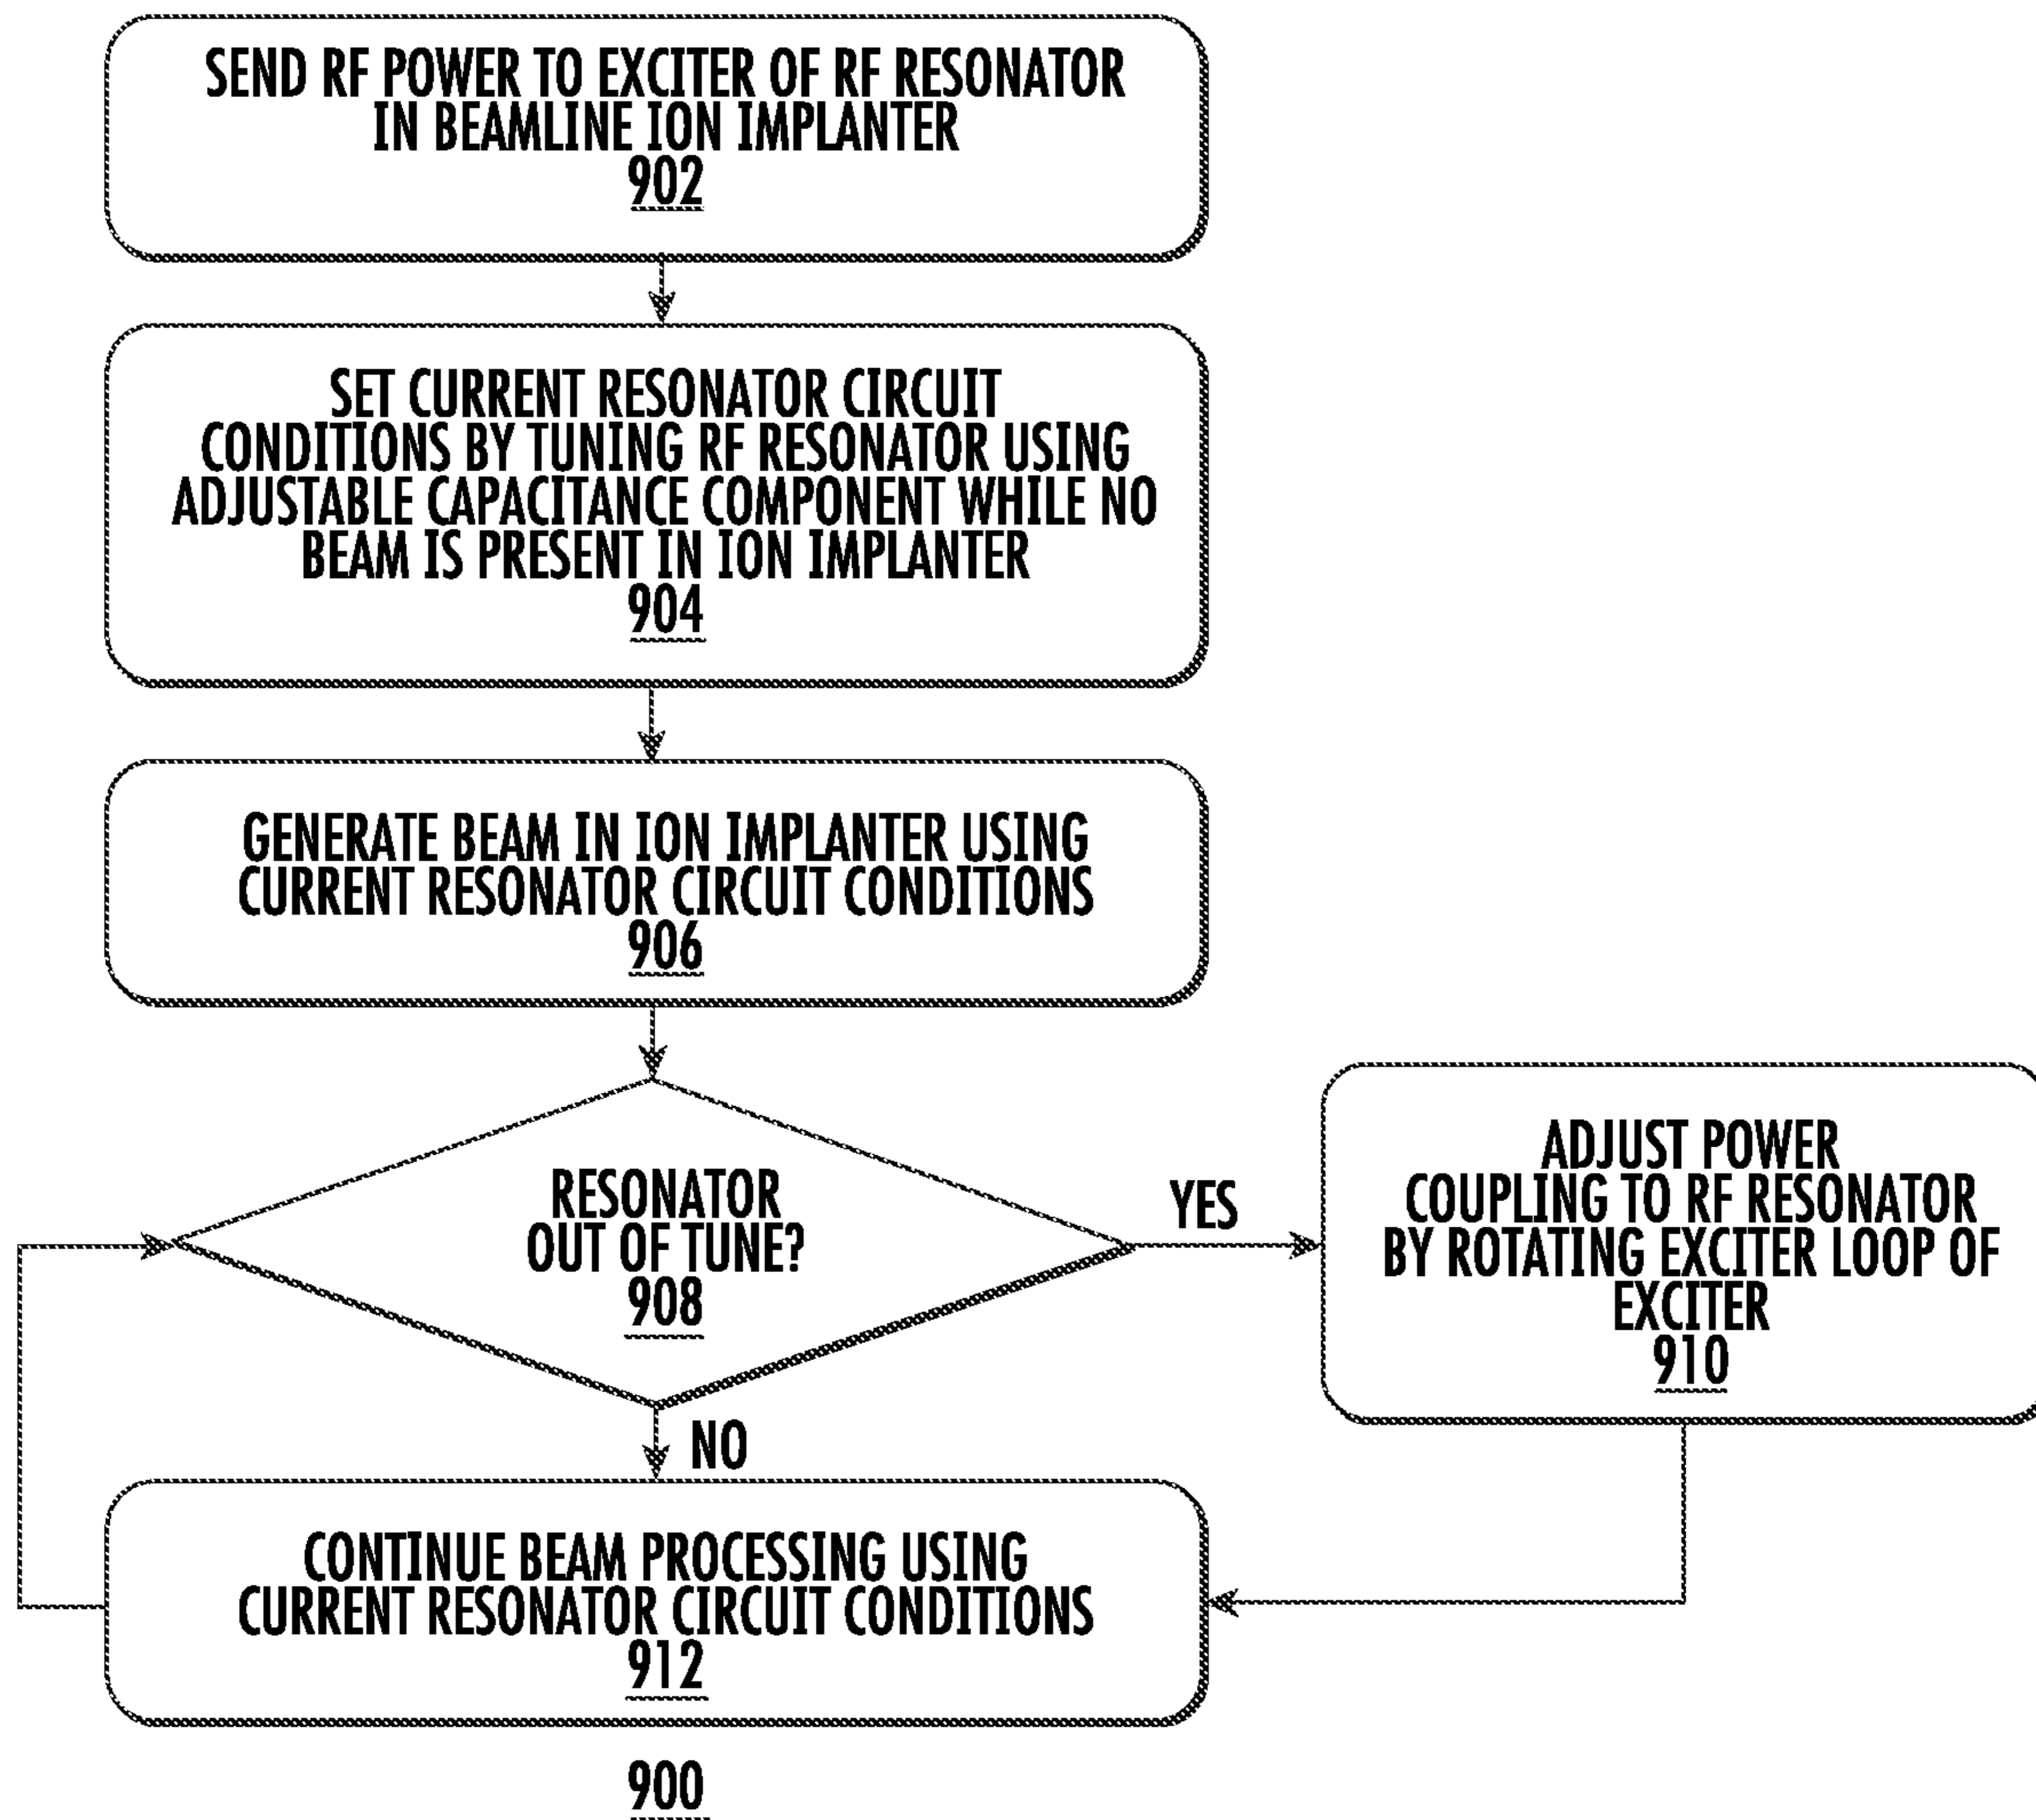 SEND RF POWER TO EXCITER OF RF RESONATOR
IN BEAMLINE ION IMPLANTER
902
SET CURRENT RESONATOR CIRCUIT
CONDITIONS BY TUNING RF RESONATOR USING
ADJUSTABLE CAPACITANCE COMPONENT WHILE NO
BEAM IS PRESENT IN ION IMPLANTER
904
GENERATE BEAM IN ION IMPLANTER USING
CURRENT RESONATOR CIRCUIT CONDITIONS
906
RESONATOR
OUT OF TUNE?
908
YES
ADJUST POWER
COUPLING TO RF RESONATOR
BY ROTATING EXCITER LOOP OF
EXCITER
910
NO
CONTINUE BEAM PROCESSING USING
CURRENT RESONATOR CIRCUIT CONDITIONS
912
900